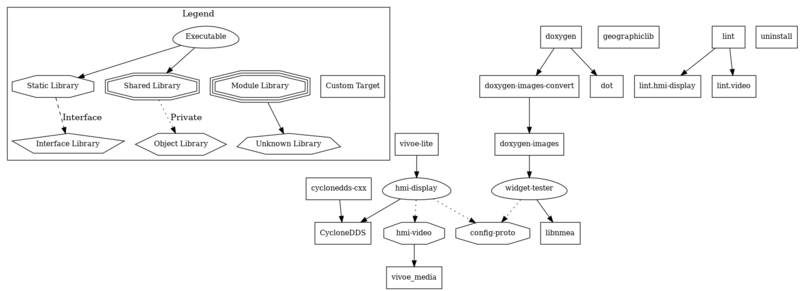 Legend
Executable
Static Library
Shared Library
Module Library
Custom Target
Interface
Private
Interface Library
Object Library
Unknown Library
doxygen
geographiclib
lint
uninstall
doxygen-images-convert
dot
lint.hmi-display
lint.video
vivoe-lite
doxygen-images
cyclonedds-cxx
hmi-display
widget-tester
CycloneDDS
hmi-video
config-proto
libnmea
vivoe_media